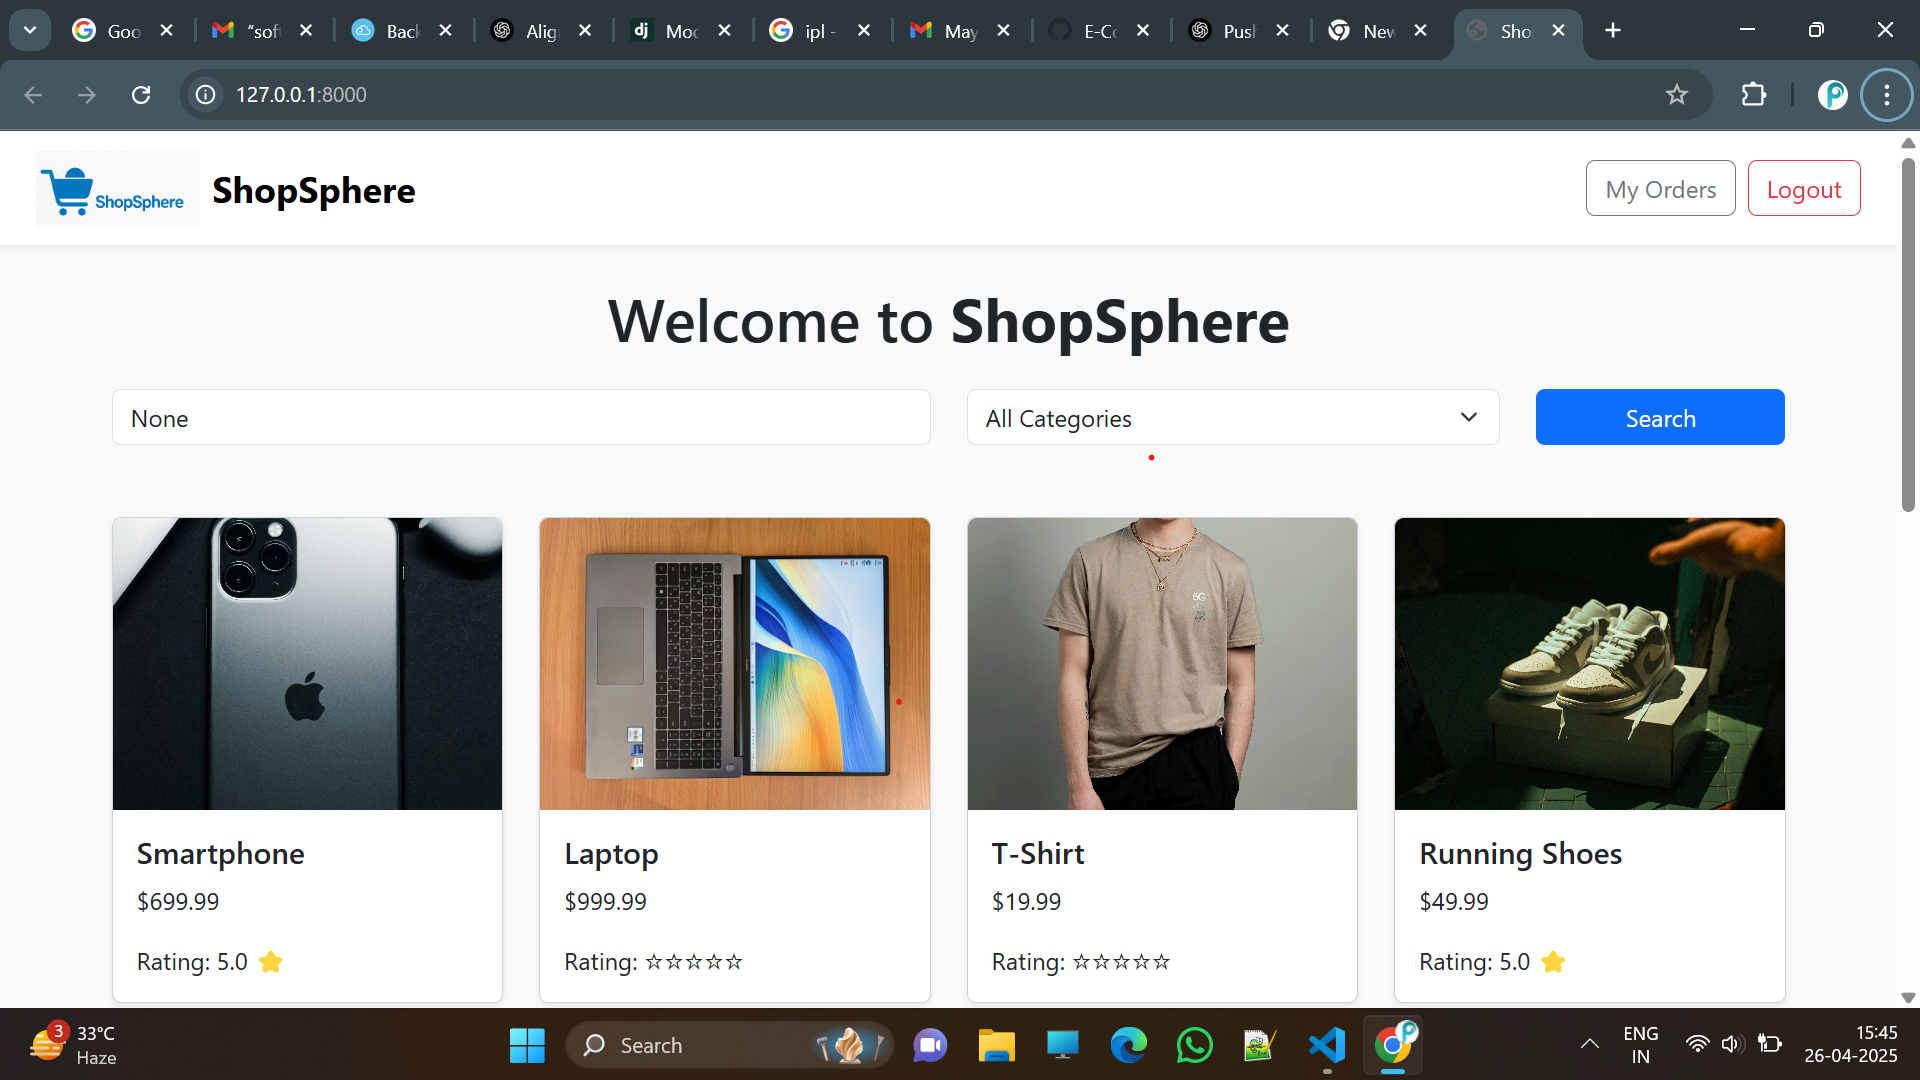 Goo
"sof
Back
Alig
Moc
ipl -
May
E-Co
Push
New
Sho
127.0.0.1:8000
ShopSphere
ShopSphere
My Orders
Logout
Welcome to ShopSphere
None
All Categories
Search
Smartphone
$699.99
Rating: 5.0
Laptop
$999.99
Rating: ☆☆☆☆☆
T-Shirt
$19.99
Rating: ☆☆☆☆☆
Running Shoes
$49.99
Rating: 5.0
3
33°C
Haze
Search
ENG
IN
15:45
26-04-2025